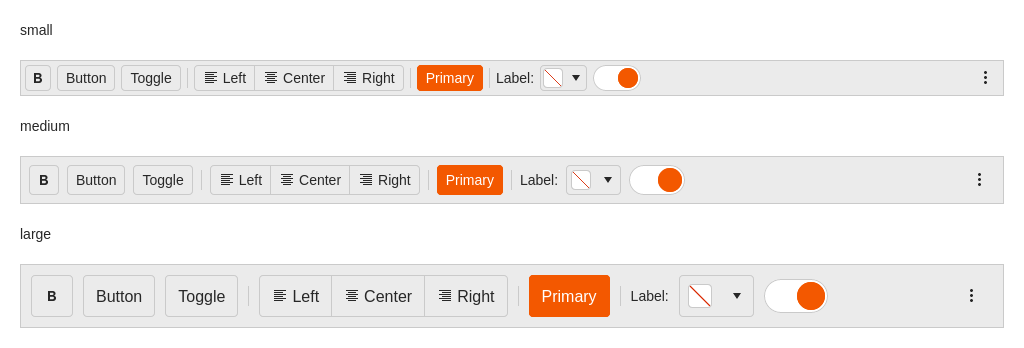 small
B Button Toggle Left Center Right Primary Label:
medium
B Button Toggle Left Center Right Primary Label:
large
B Button Toggle Left Center Right Primary Label: